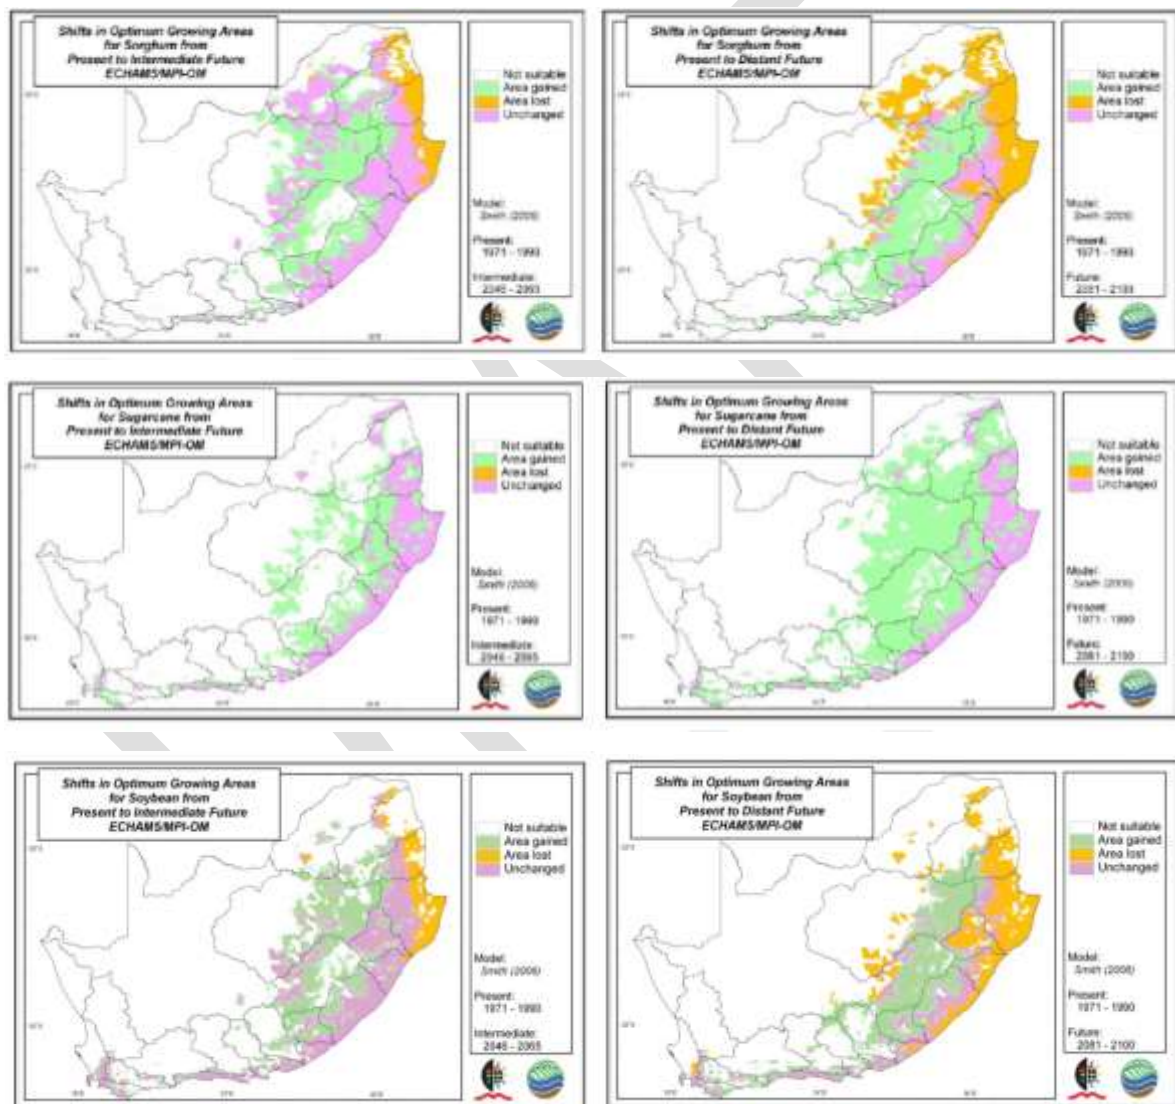 Shifts in Optimum Growing Areas
for Sorghum from
Present to Intermediate Future
ECHAM5/MPI-OM
Not suitable
Area gained
Area lost
Unchanged
Model:
Smith (2006)
Present:
1971 - 1990
Intermediate:
2046 - 2065
Shifts in Optimum Growing Areas
for Sorghum from
Present to Distant Future
ECHAM5/MPI-OM
Not suitable
Area gained
Area lost
Unchanged
Model:
Smith (2006)
Present:
1971 - 1990
Future:
2081 - 2100
Shifts in Optimum Growing Areas
for Sugarcane from
Present to Intermediate Future
ECHAM5/MPI-OM
Not suitable
Area gained
Area lost
Unchanged
Model:
Smith (2006)
Present:
1971 - 1990
Intermediate:
2046 - 2065
Shifts in Optimum Growing Areas
for Sugarcane from
Present to Distant Future
ECHAM5/MPI-OM
Not suitable
Area gained
Area lost
Unchanged
Model:
Smith (2006)
Present:
1971 - 1990
Future:
2081 - 2100
Shifts in Optimum Growing Areas
for Soybean from
Present to Intermediate Future
ECHAM5/MPI-OM
Not suitable
Area gained
Area lost
Unchanged
Model:
Smith (2006)
Present:
1971 - 1990
Intermediate:
2046 - 2065
Shifts in Optimum Growing Areas
for Soybean from
Present to Distant Future
ECHAM5/MPI-OM
Not suitable
Area gained
Area lost
Unchanged
Model:
Smith (2006)
Present:
1971 - 1990
Future:
2081 - 2100